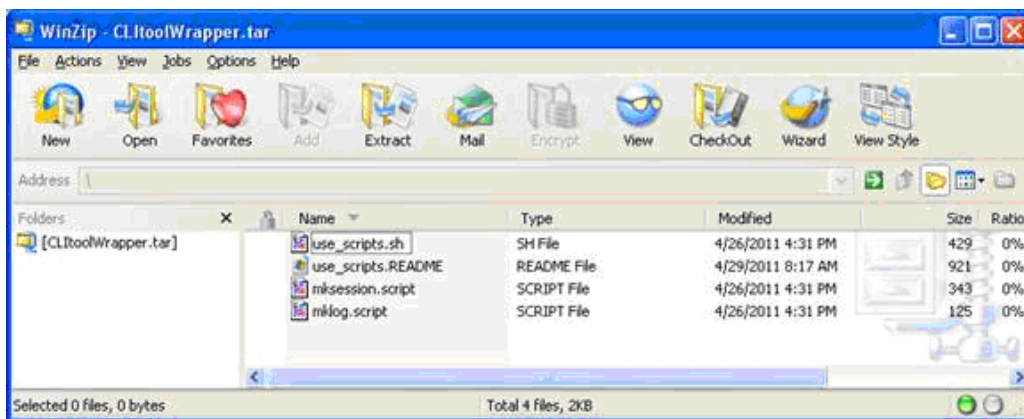 WinZip - CLItoolWrapper.tar
File Actions View Jobs Options Help
New Open Favorites Add Extract Mail Encrypt View CheckOut Wizard View Style
Address \
Folders x Name Type Modified Size Ratio
[CLItoolWrapper.tar] use_scripts.sh SH File 4/26/2011 4:31 PM 429 0%
use_scripts.README README File 4/29/2011 8:17 AM 921 0%
mksession.script SCRIPT File 4/26/2011 4:31 PM 343 0%
mklog.script SCRIPT File 4/26/2011 4:31 PM 125 0%
Selected 0 files, 0 bytes Total 4 files, 2KB